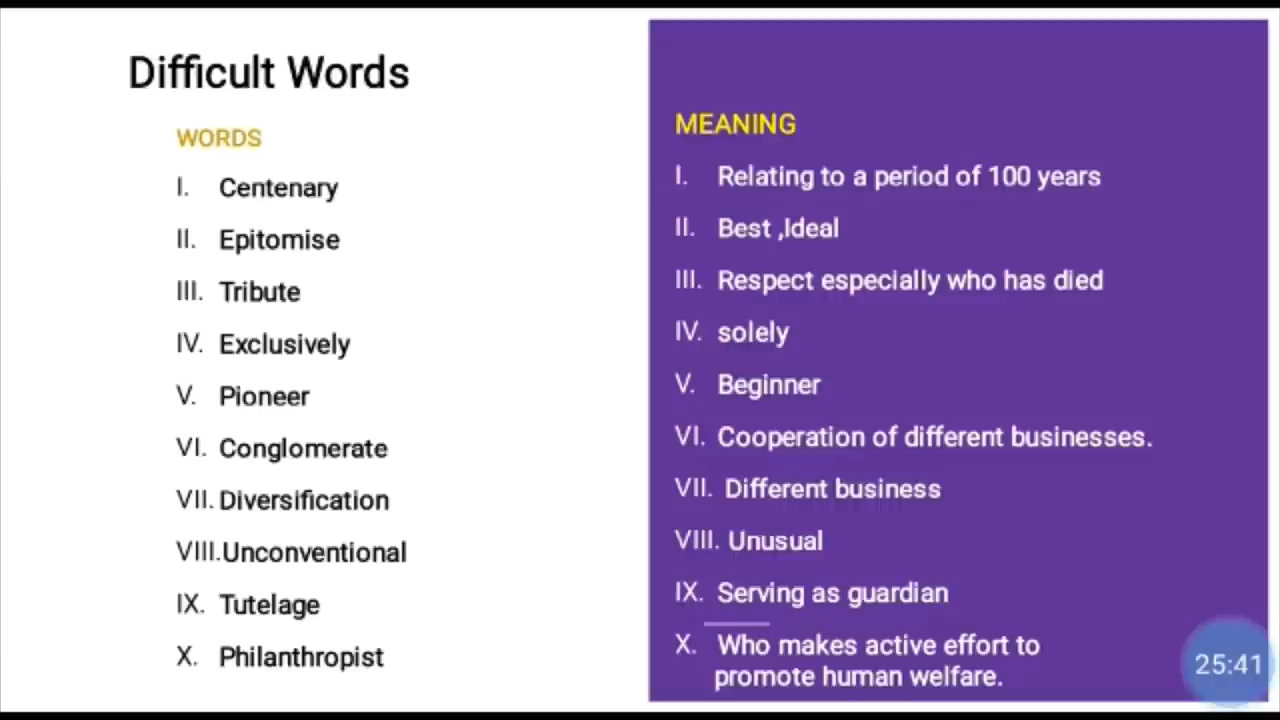 Difficult Words
WORDS
I. Centenary
II. Epitomise
III. Tribute
IV. Exclusively
V. Pioneer
VI. Conglomerate
VII. Diversification
VIII.Unconventional
IX. Tutelage
X. Philanthropist
MEANING
I. Relating to a period of 100 years
II. Best ,Ideal
III. Respect especially who has died
IV. solely
V. Beginner
VI. Cooperation of different businesses.
VII. Different business
VIII. Unusual
IX. Serving as guardian
X. Who makes active effort to
promote human welfare.
25:41